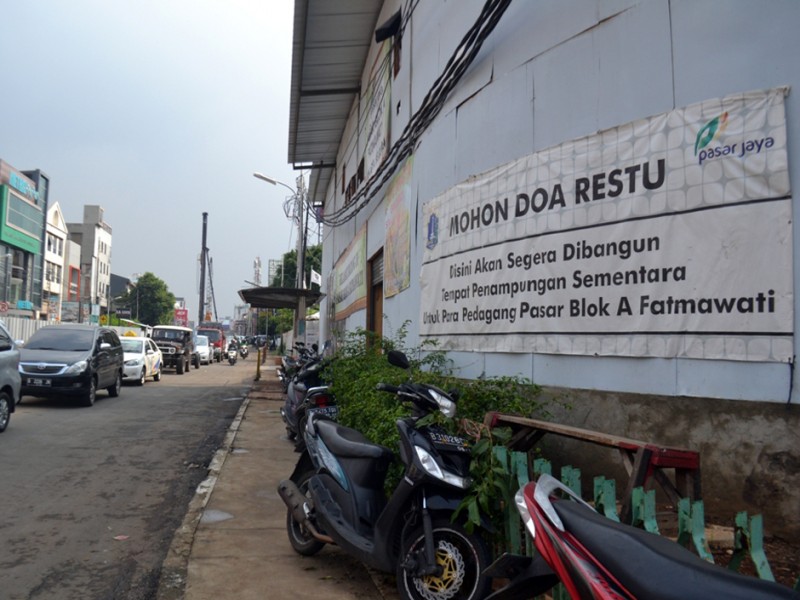 pasar jaya
MOHON DOA RESTU
Disini Akan Segera Dibangun
Tempat Penampungan Sementara
Untuk Para Pedagang Pasar Blok A Fatmawati